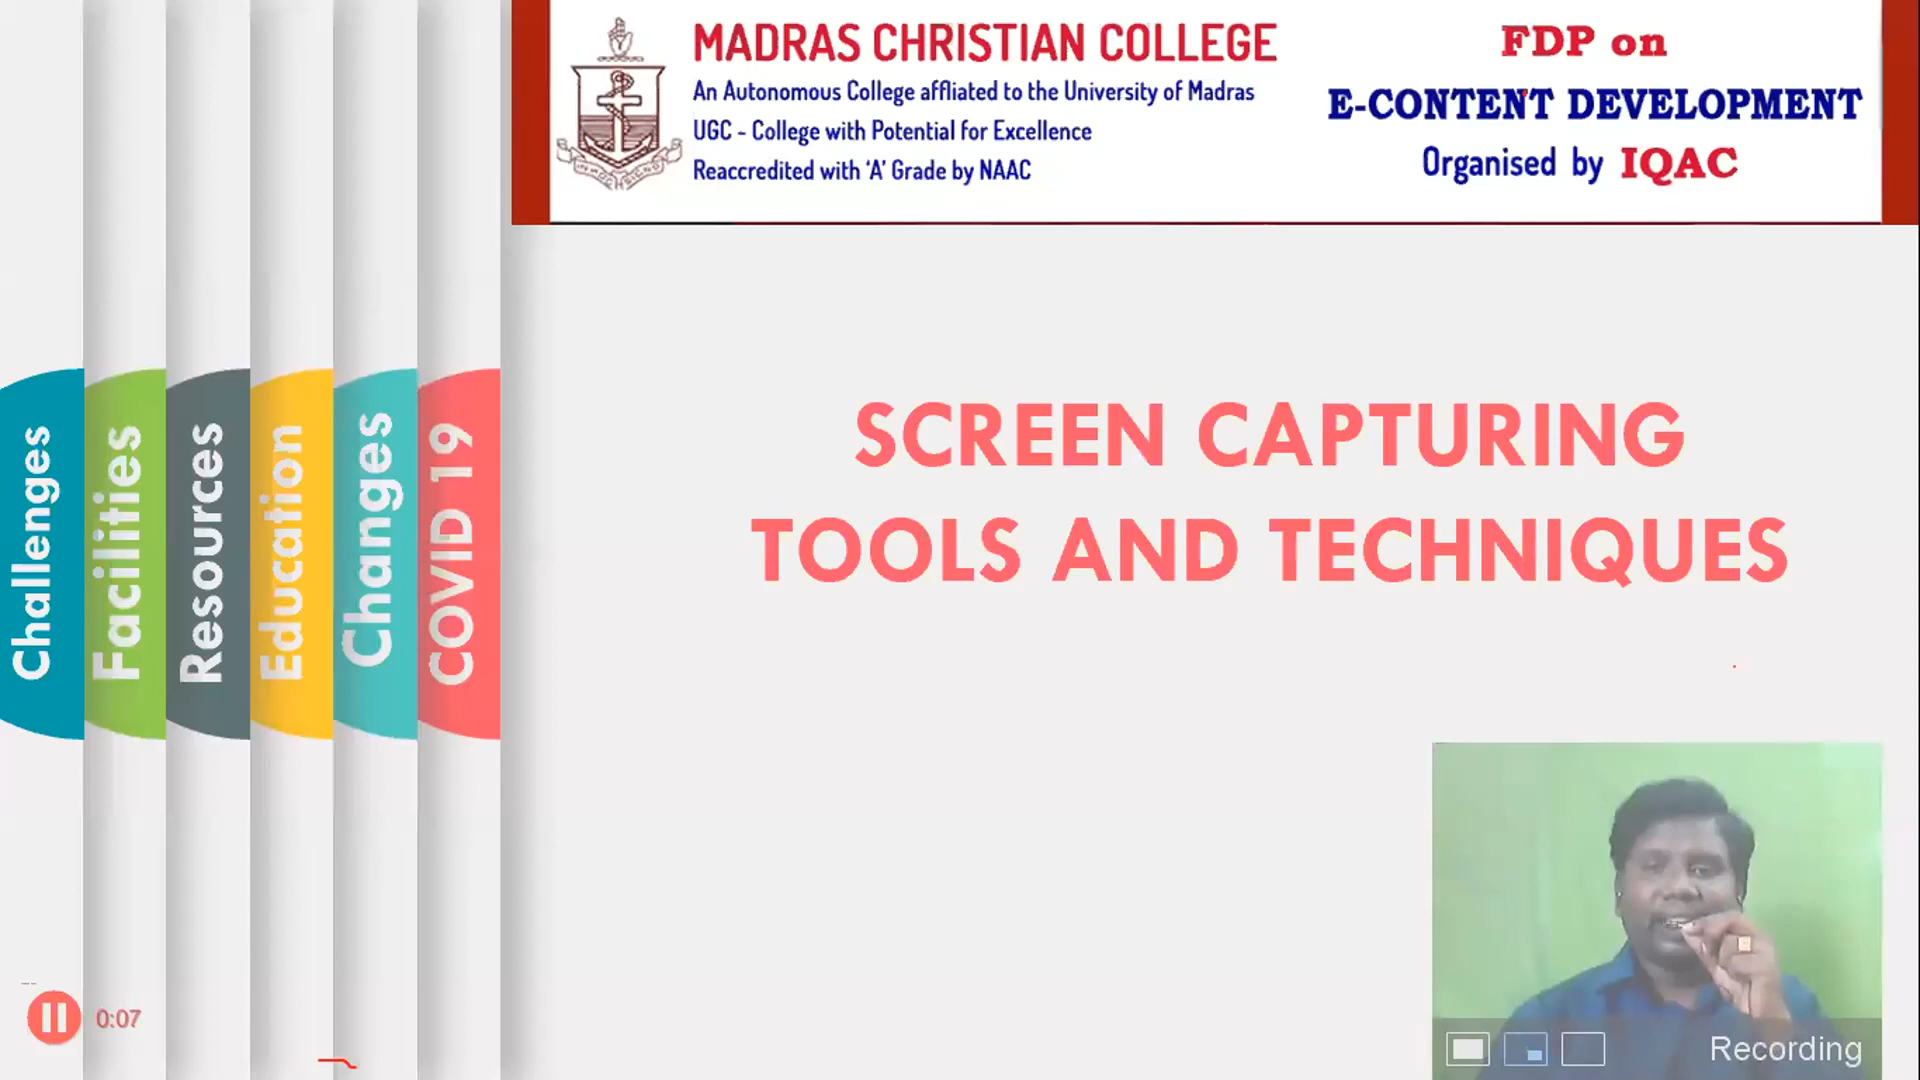 MADRAS CHRISTIAN COLLEGE
An Autonomous College affliated to the University of Madras
UGC - College with Potential for Excellence
Reaccredited with ‘A’ Grade by NAAC
FDP on
E-CONTENT DEVELOPMENT
Organised by IQAC
Challenges
Facilities
Resources
Education
Changes
COVID 19
SCREEN CAPTURING
TOOLS AND TECHNIQUES
0:07
Recording